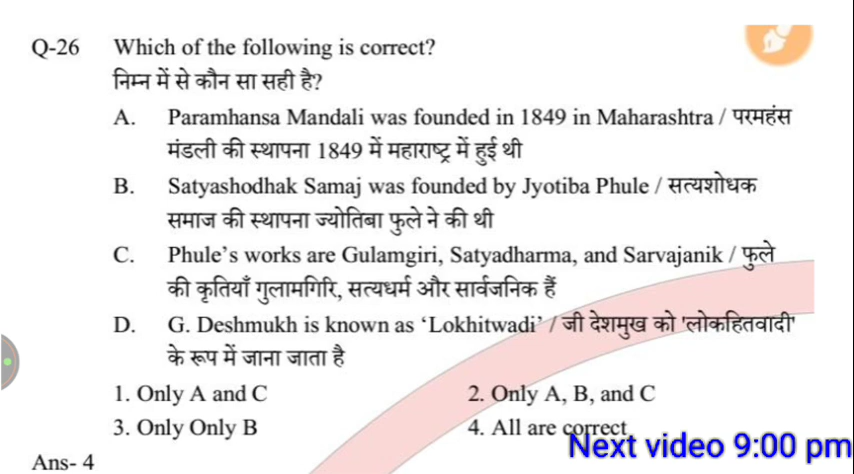 Q-26 Which of the following is correct?
निम्न में से कौन सा सही है?
A. Paramhansa Mandali was founded in 1849 in Maharashtra / परमहंस
मंडली की स्थापना 1849 में महाराष्ट्र में हुई थी
B. Satyashodhak Samaj was founded by Jyotiba Phule / सत्यशोधक
समाज की स्थापना ज्योतिबा फुले ने की थी
C. Phule's works are Gulamgiri, Satyadharma, and Sarvajanik / फुले
की कृतियाँ गुलामगिरि, सत्यधर्म और सार्वजनिक हैं
D. G. Deshmukh is known as 'Lokhitwadi' / जी देशमुख को 'लोकहितवादी'
के रूप में जाना जाता है
1. Only A and C 2. Only A, B, and C
3. Only Only B 4. All are correct
Next video 9:00 pm
Ans- 4